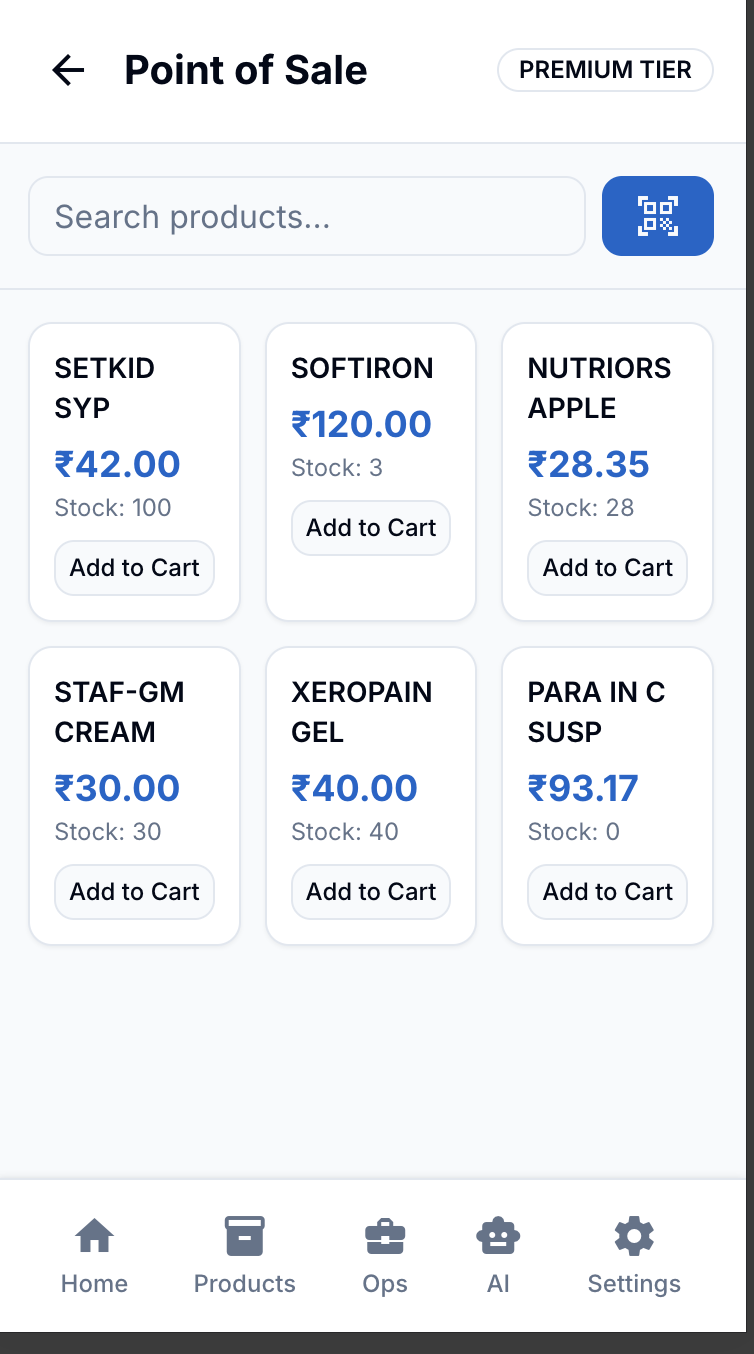 Point of Sale
PREMIUM TIER
Search products...
SETKID
SYP
₹42.00
Stock: 100
Add to Cart
SOFTIRON
₹120.00
Stock: 3
Add to Cart
NUTRIORS
APPLE
₹28.35
Stock: 28
Add to Cart
STAF-GM
CREAM
₹30.00
Stock: 30
Add to Cart
XEROPAIN
GEL
₹40.00
Stock: 40
Add to Cart
PARA IN C
SUSP
₹93.17
Stock: 0
Add to Cart
Home
Products
Ops
AI
Settings